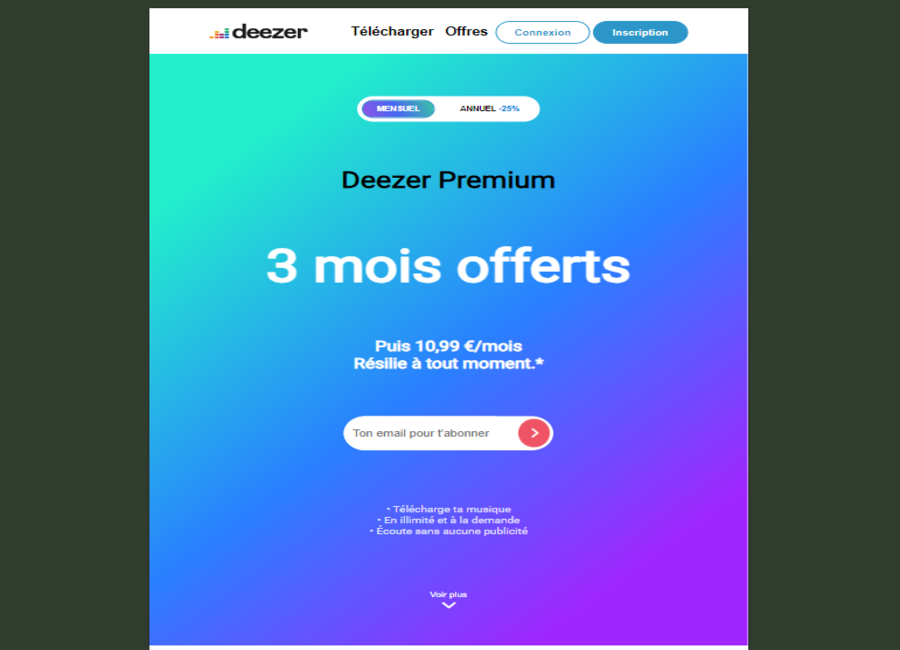 deezer Télécharger Offres Connexion Inscription
MENSUEL ANNUEL -25%
Deezer Premium
3 mois offerts
Puis 10,99 €/mois
Résilie à tout moment.*
Ton email pour t'abonner
• Télécharge ta musique
• En illimité et à la demande
• Écoute sans aucune publicité
Voir plus